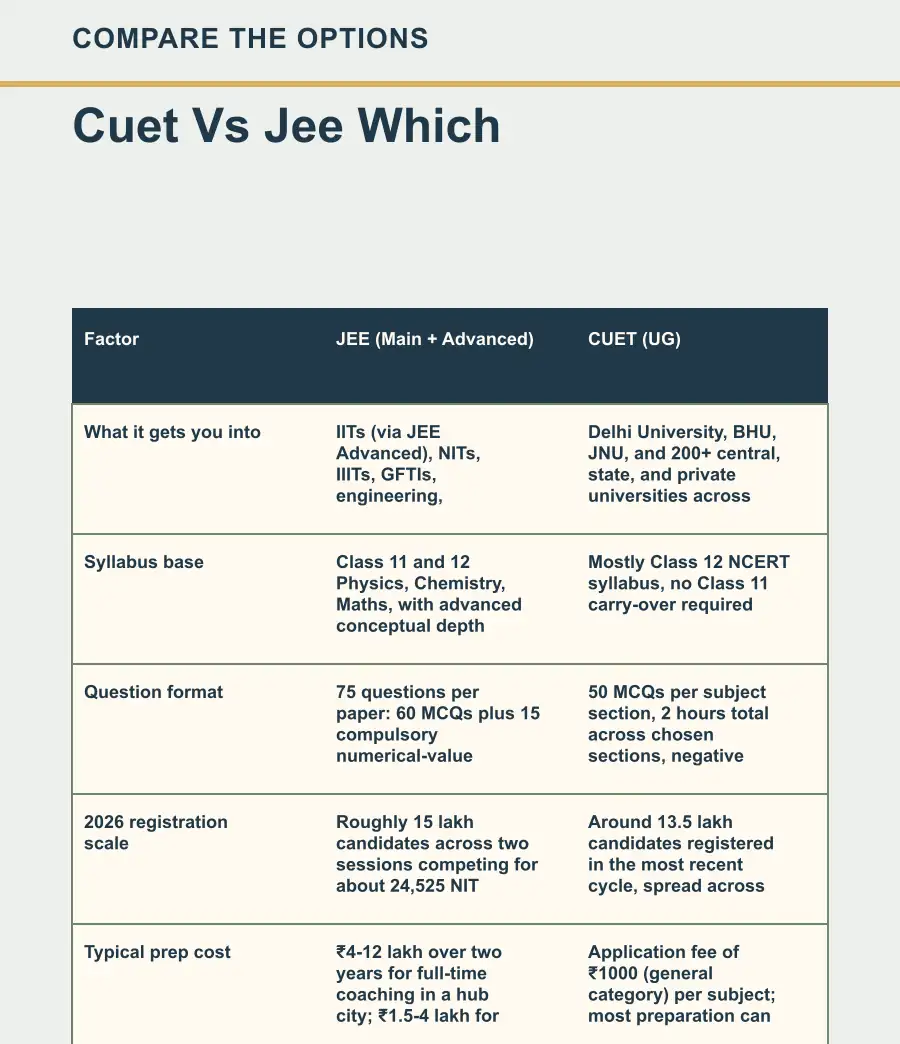 COMPARE THE OPTIONS
Cuet Vs Jee Which
Factor
JEE (Main + Advanced)
CUET (UG)
What it gets you into
IITs (via JEE
Advanced), NITs,
IIITs, GFTIs,
engineering,
Delhi University, BHU,
JNU, and 200+ central,
state, and private
universities across
Syllabus base
Class 11 and 12
Physics, Chemistry,
Maths, with advanced
conceptual depth
Mostly Class 12 NCERT
syllabus, no Class 11
carry-over required
Question format
75 questions per
paper: 60 MCQs plus 15
compulsory
numerical-value
50 MCQs per subject
section, 2 hours total
across chosen
sections, negative
2026 registration
scale
Roughly 15 lakh
candidates across two
sessions competing for
about 24,525 NIT
Around 13.5 lakh
candidates registered
in the most recent
cycle, spread across
Typical prep cost
₹4-12 lakh over two
years for full-time
coaching in a hub
city; ₹1.5-4 lakh for
Application fee of
₹1000 (general
category) per subject;
most preparation can